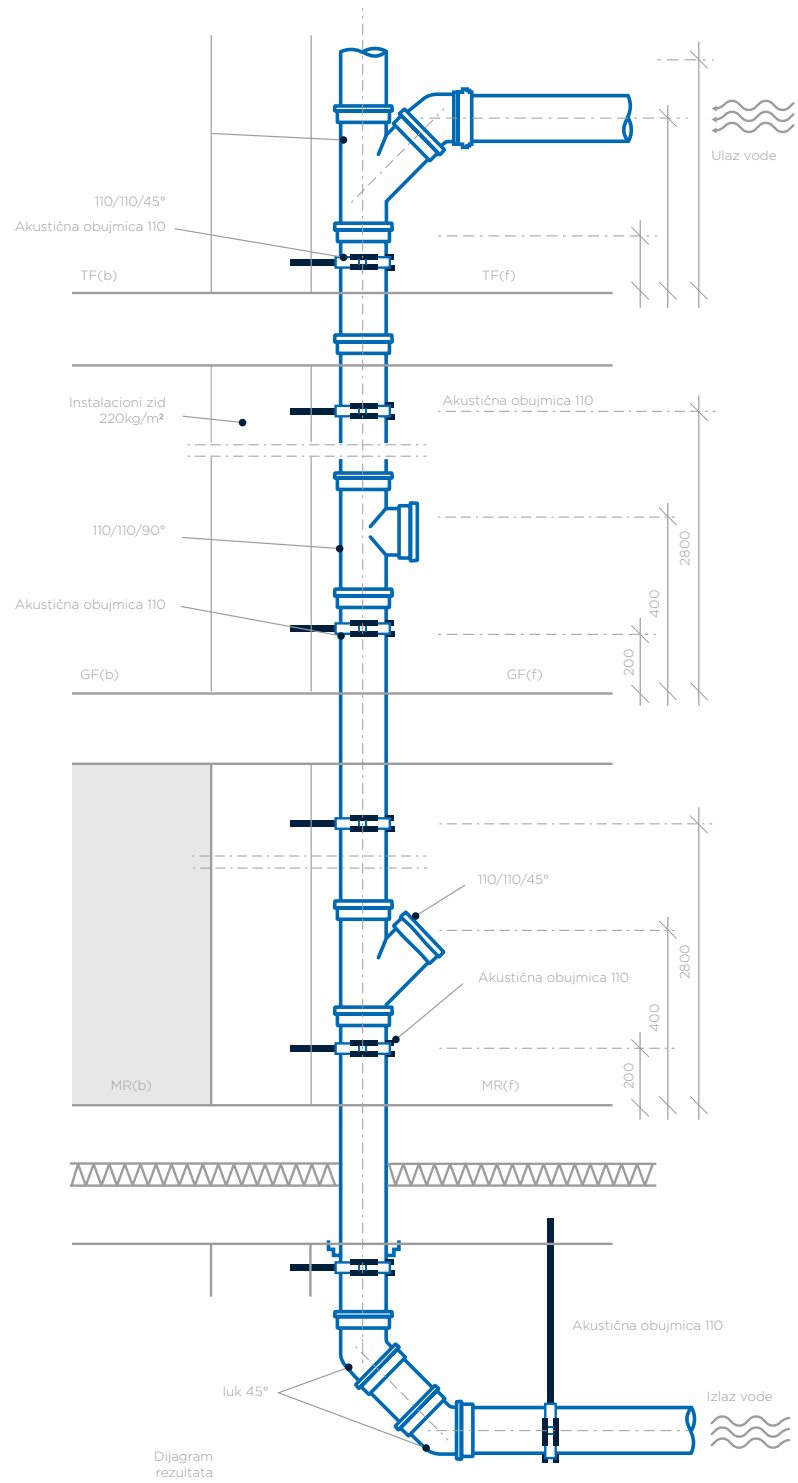 Ulaz vode
110/110/45°
Akustična obujmica 110
TF(b)
TF(f)
Instalacioni zid
220kg/m²
Akustična obujmica 110
110/110/90°
2800
400
Akustična obujmica 110
200
GF(b)
GF(f)
110/110/45°
2800
Akustična obujmica 110
400
200
MR(b)
MR(f)
Akustična obujmica 110
luk 45°
Izlaz vode
Dijagram
rezultata